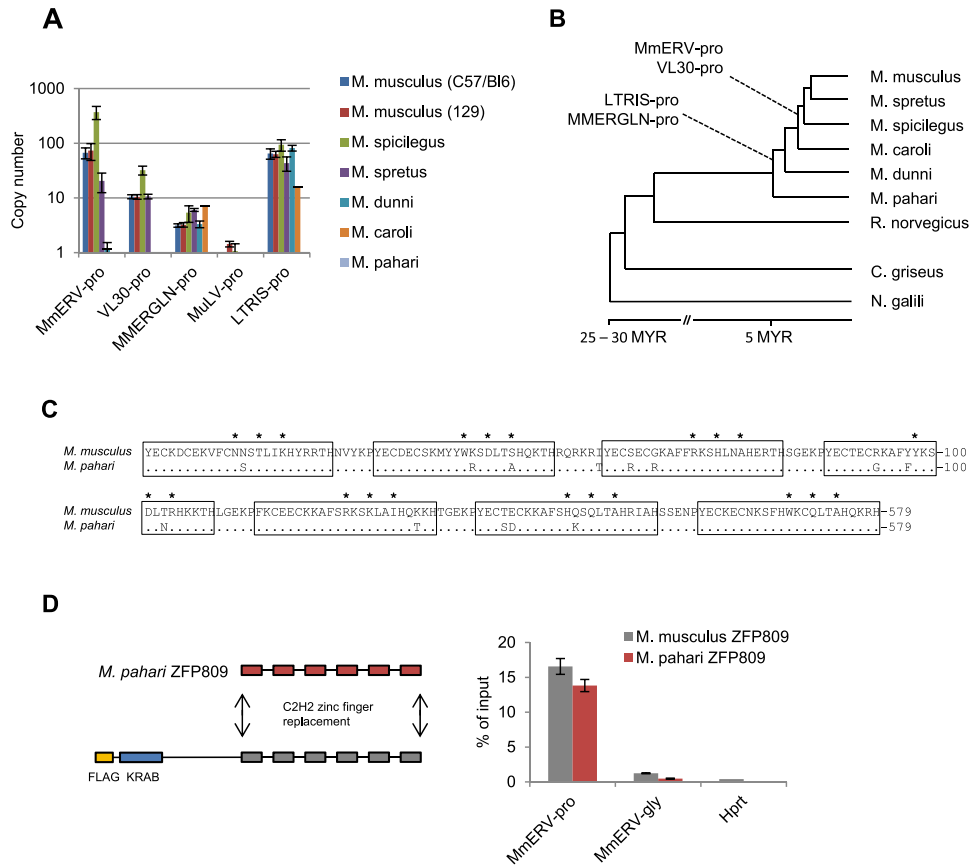 A
1000
100
10
1
Copy number
MmERV-pro
VL30-pro
MMERGLN-pro
MuLV-pro
LTRIS-pro
M. musculus (C57/Bl6)
M. musculus (129)
M. spicilegus
M. spretus
M. dunni
M. caroli
M. pahari
B
MmERV-pro
VL30-pro
LTRIS-pro
MMERGLN-pro
M. musculus
M. spretus
M. spicilegus
M. caroli
M. dunni
M. pahari
R. norvegicus
C. griseus
N. galili
25 – 30 MYR
//
5 MYR
C
* * * * * * * * * *
M. musculus YECKDCEKVFCNNSTLIKHYRRTHNVYKPYECDECSKMYYWKSDLTSHQKTHRQRKRIYECSECGKAFFRKSHLNAHERTHSGEKPYECTECRKAFYYKS–100
M. pahari ............S............................R....A...........I...R..R...........................G...F...–100
* * * * * * * * * * *
M. musculus DLTRHKKTHLGEKPFKCEECKKAFSRKSKLAIHQKKHTGEKPYECTECKKAFSHQSQLTAHRIAHSSENPYECKECNKSFHWKCQLTAHQKRH–579
M. pahari ..N...............................T...........SD.......K......................................–579
D
M. pahari ZFP809
C2H2 zinc finger
replacement
FLAG
KRAB
M. musculus ZFP809
M. pahari ZFP809
20
15
10
5
0
% of input
MmERV-pro
MmERV-gly
Hprt